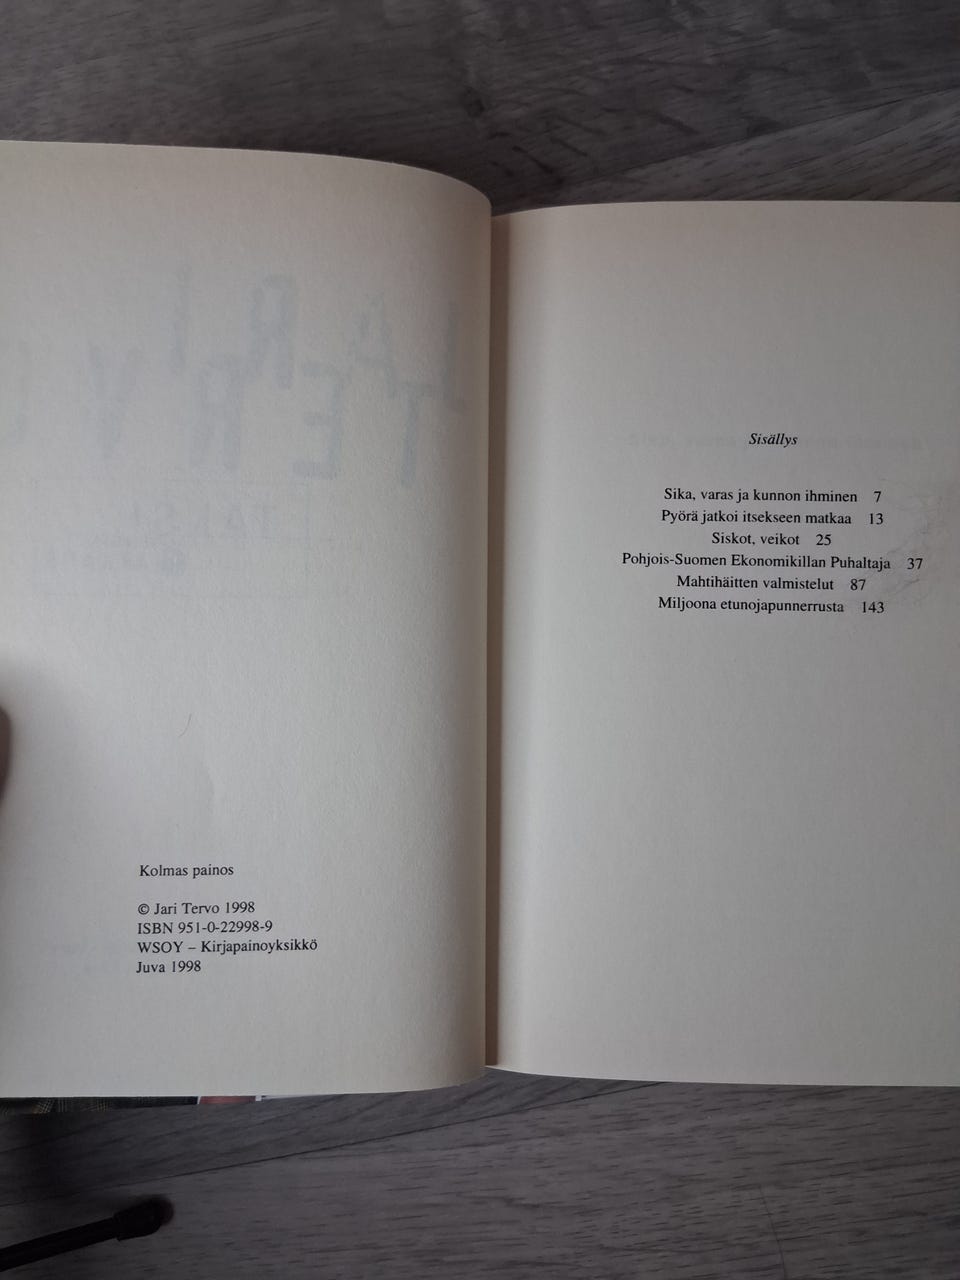 JARI
TERVO
Kolmas painos
© Jari Tervo 1998
ISBN 951-0-22998-9
WSOY – Kirjapainoyksikkö
Juva 1998
Sisällys
Sika, varas ja kunnon ihminen 7
Pyörä jatkoi itsekseen matkaa 13
Siskot, veikot 25
Pohjois-Suomen Ekonomikillan Puhaltaja 37
Mahtihäitten valmistelut 87
Miljoona etunojapunnerrusta 143